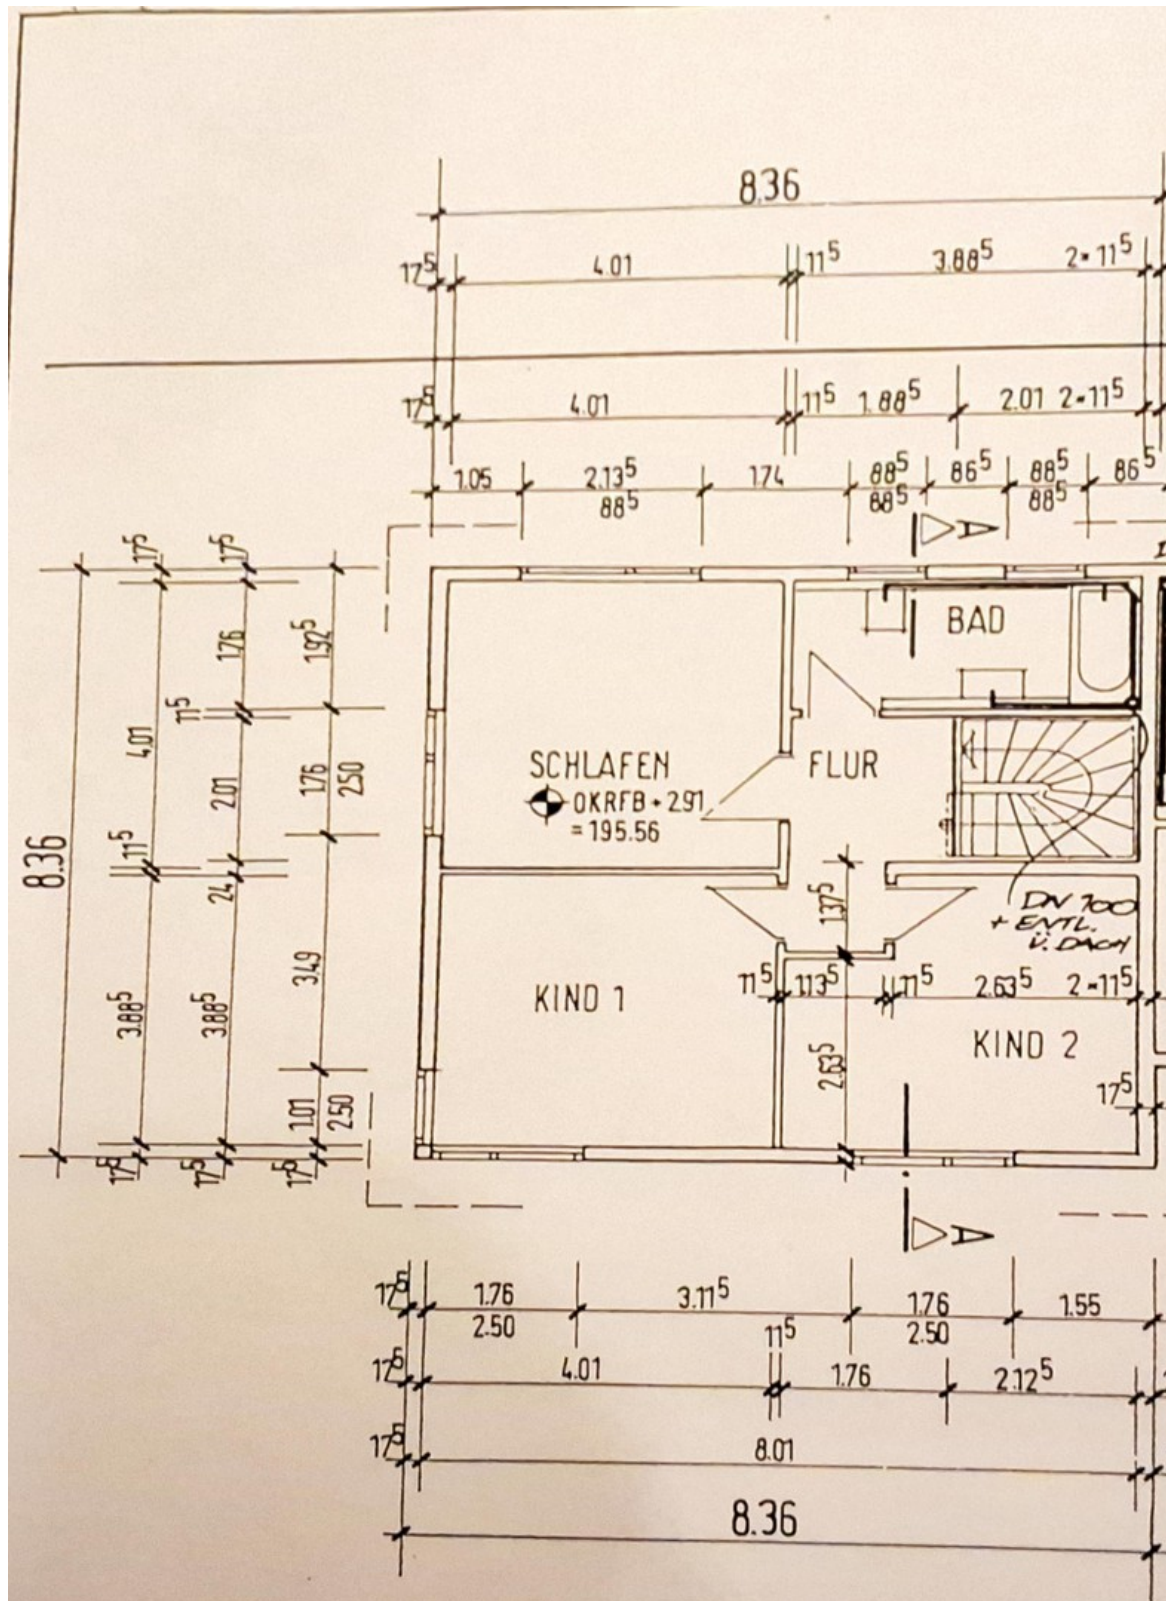 8.36
17⁵ 4.01 11⁵ 3.88⁵ 2×11⁵
17⁵ 4.01 11⁵ 1.88⁵ 2.01 2×11⁵
1.05 2.13⁵ 1.74 88⁵ 86⁵ 88⁵ 86⁵
88⁵ 88⁵ 88⁵
A
17⁵ 17⁵
1.76 1.92⁵
BAD
11⁵
4.01 2.01 1.76 2.50
SCHLAFEN FLUR
OKRFB + 2.91
= 195.56
8.36
11⁵
24
1.37⁵
DN 100
+ ENTL.
Ü. DACH
3.49
3.88⁵ 3.88⁵
KIND 1
11⁵ 1.13⁵ 11⁵ 2.63⁵ 2×11⁵
KIND 2
2.63⁵
17⁵
1.01 2.50
17⁵ 17⁵ 17⁵
A
17⁵ 1.76 3.11⁵ 1.76 1.55
2.50 11⁵ 2.50
17⁵ 4.01 1.76 2.12⁵
17⁵ 8.01
8.36